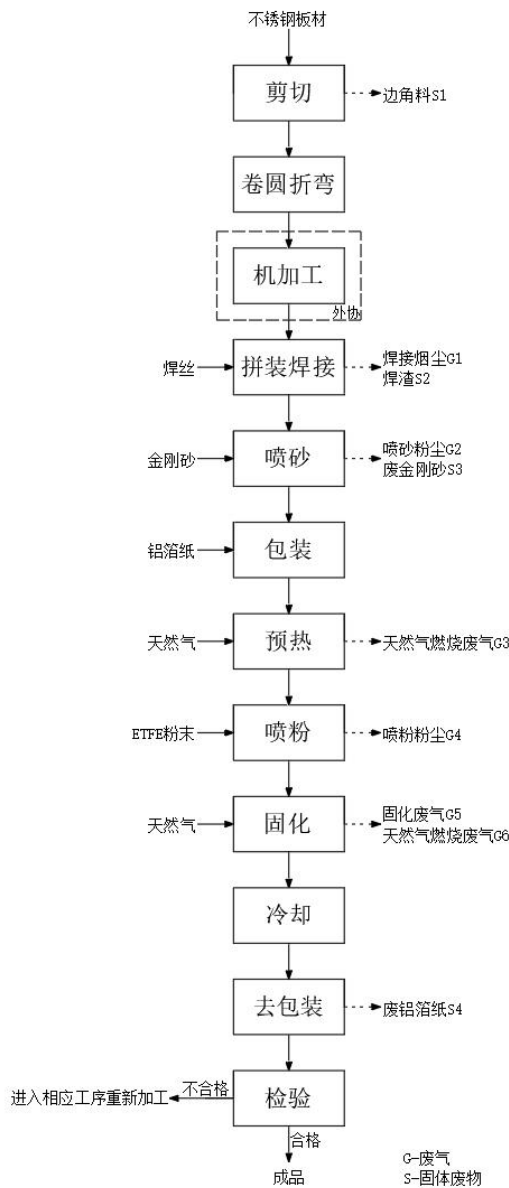 不锈钢板材
剪切
边角料S1
卷圆折弯
机加工
外协
焊丝
拼装焊接
焊接烟尘G1
焊渣S2
金刚砂
喷砂
喷砂粉尘G2
废金刚砂S3
铝箔纸
包装
天然气
预热
天然气燃烧废气G3
ETFE粉末
喷粉
喷粉粉尘G4
天然气
固化
固化废气G5
天然气燃烧废气G6
冷却
去包装
废铝箔纸S4
进入相应工序重新加工
不合格
检验
合格
成品
G-废气
S-固体废物